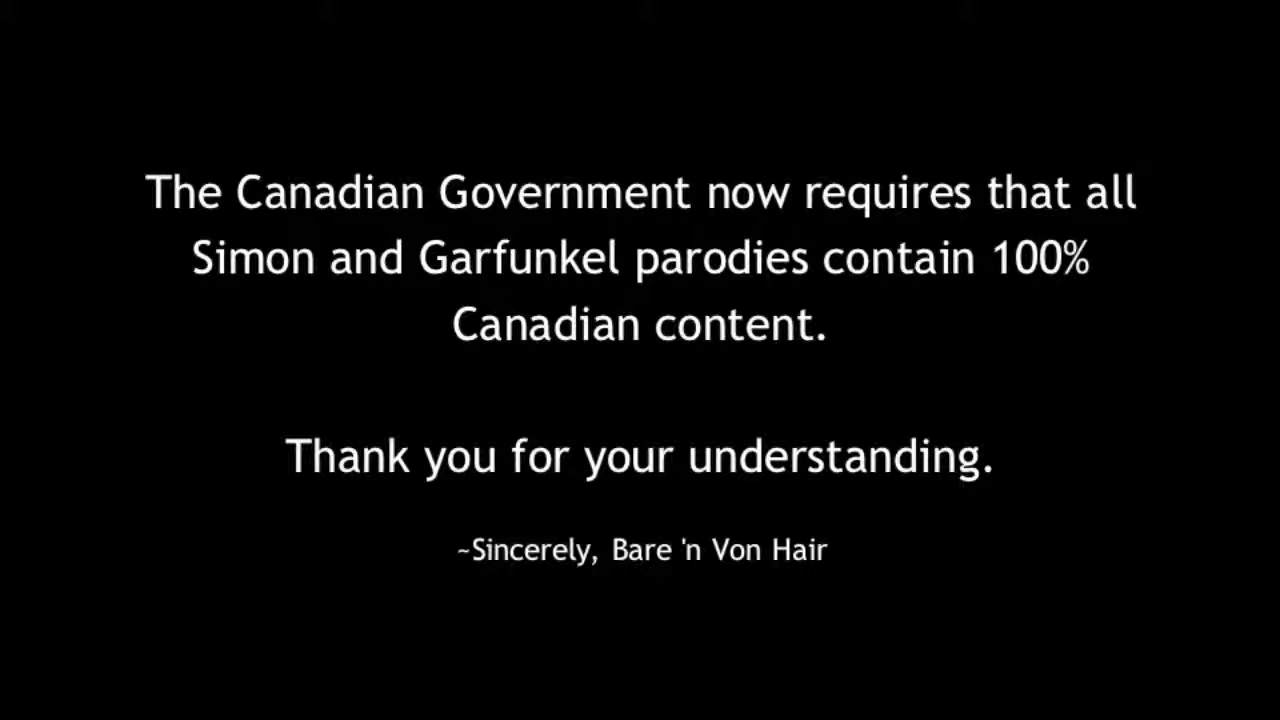 The Canadian Government now requires that all
Simon and Garfunkel parodies contain 100%
Canadian content.
Thank you for your understanding.
~Sincerely, Bare 'n Von Hair